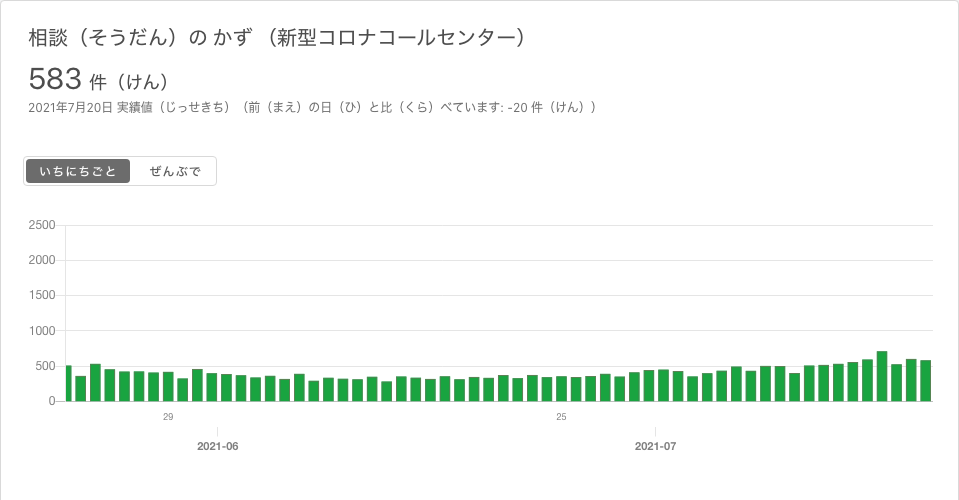 相談（そうだん）の かず （新型コロナコールセンター）
583 件（けん）
2021年7月20日 実績値（じっせきち）（前（まえ）の日（ひ）と比（くら）べています: -20 件（けん））
いちにちごと ぜんぶで
2500
2000
1500
1000
500
0
29 25
2021-06 2021-07